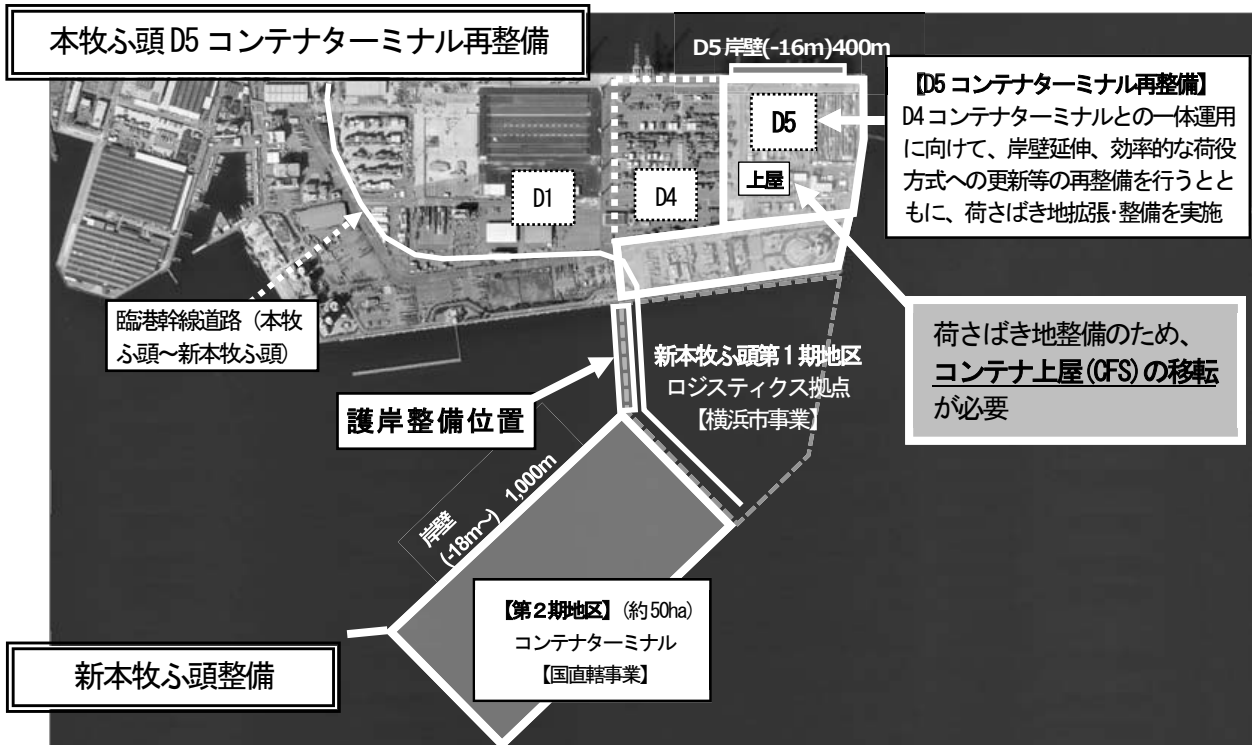 本牧ふ頭D5コンテナターミナル再整備
D5岸壁(-16m)400m
【D5コンテナターミナル再整備】
D4コンテナターミナルとの一体運用
に向けて、岸壁延伸、効率的な荷役
方式への更新等の再整備を行うとと
もに、荷さばき地拡張・整備を実施
D5
上屋
D4
D1
臨港幹線道路（本牧
ふ頭～新本牧ふ頭）
新本牧ふ頭第1期地区
ロジスティクス拠点
【横浜市事業】
荷さばき地整備のため、
コンテナ上屋(CFS)の移転
が必要
護岸整備位置
岸壁
(-18m～) 1,000m
【第2期地区】(約50ha)
コンテナターミナル
【国直轄事業】
新本牧ふ頭整備